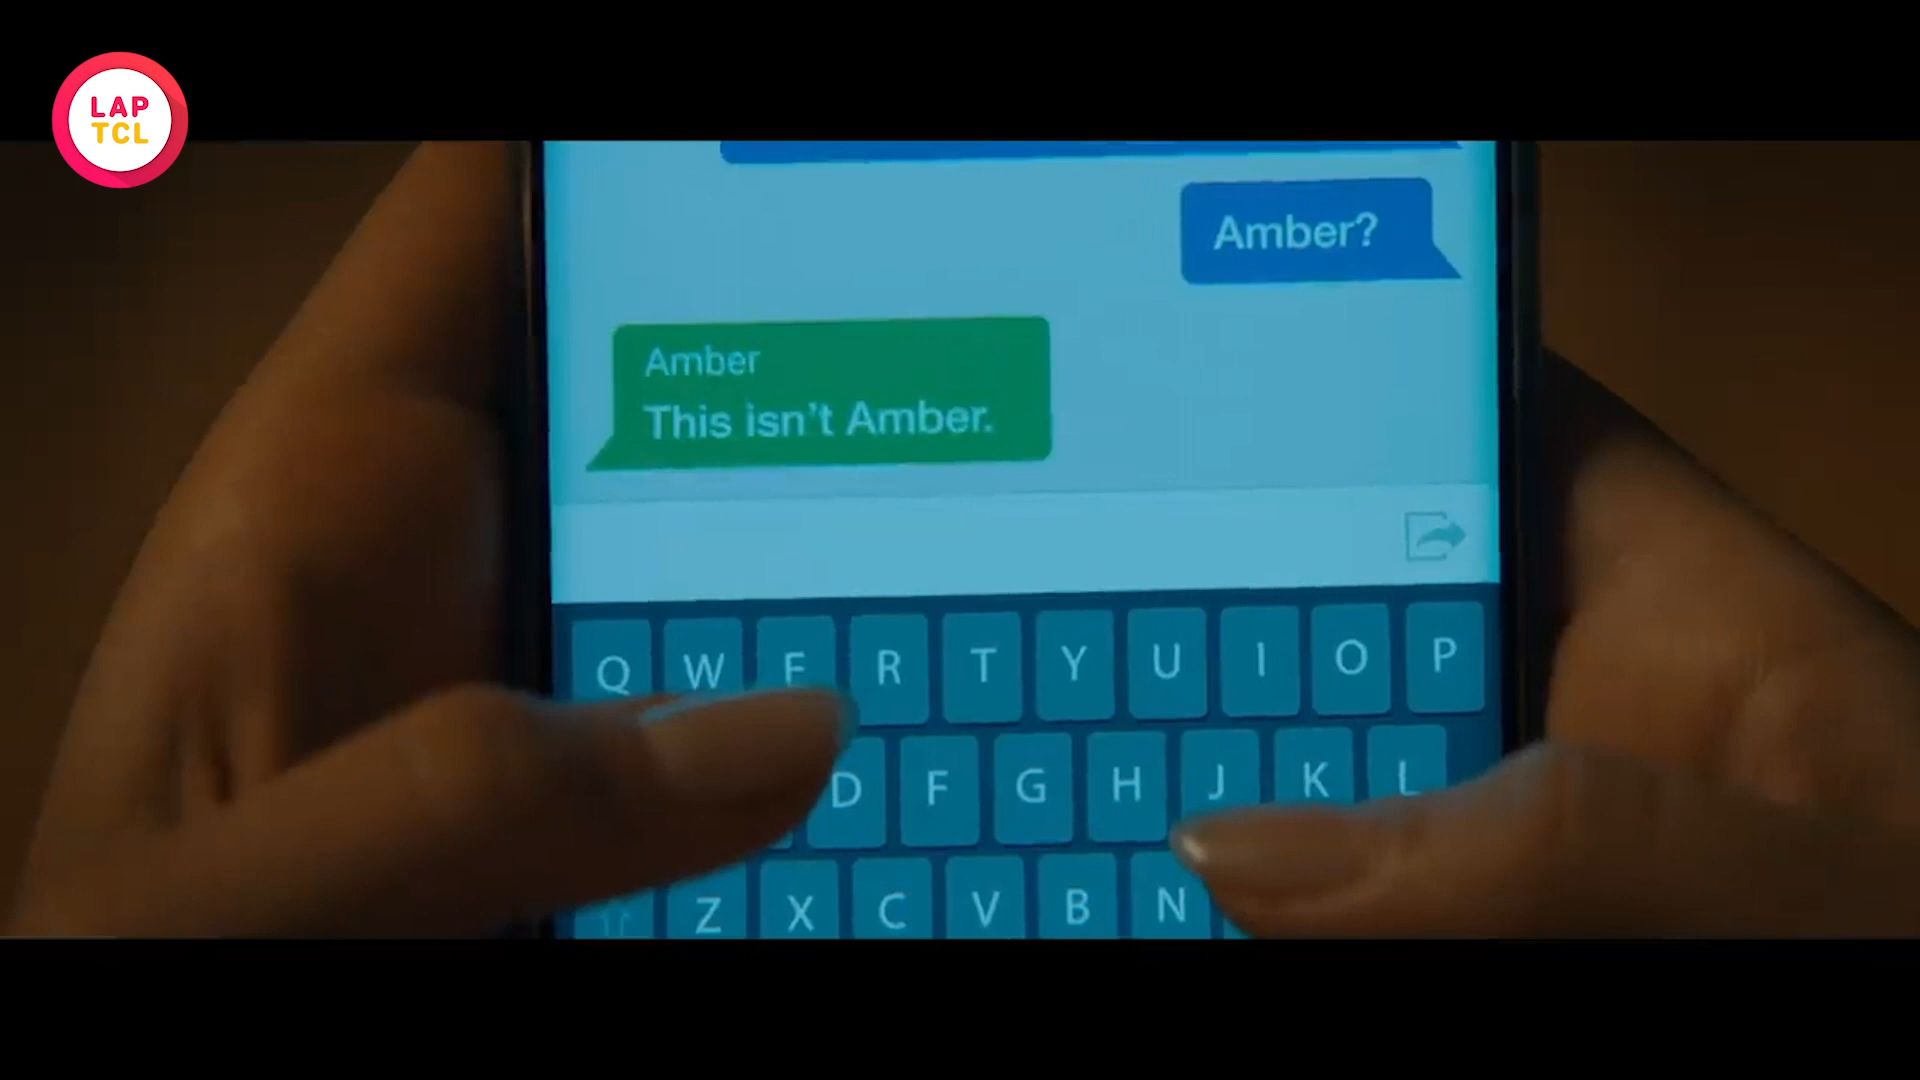 LAP
TCL
Amber?
Amber
This isn't Amber.
Q W E R T Y U I O P
D F G H J K L
Z X C V B N